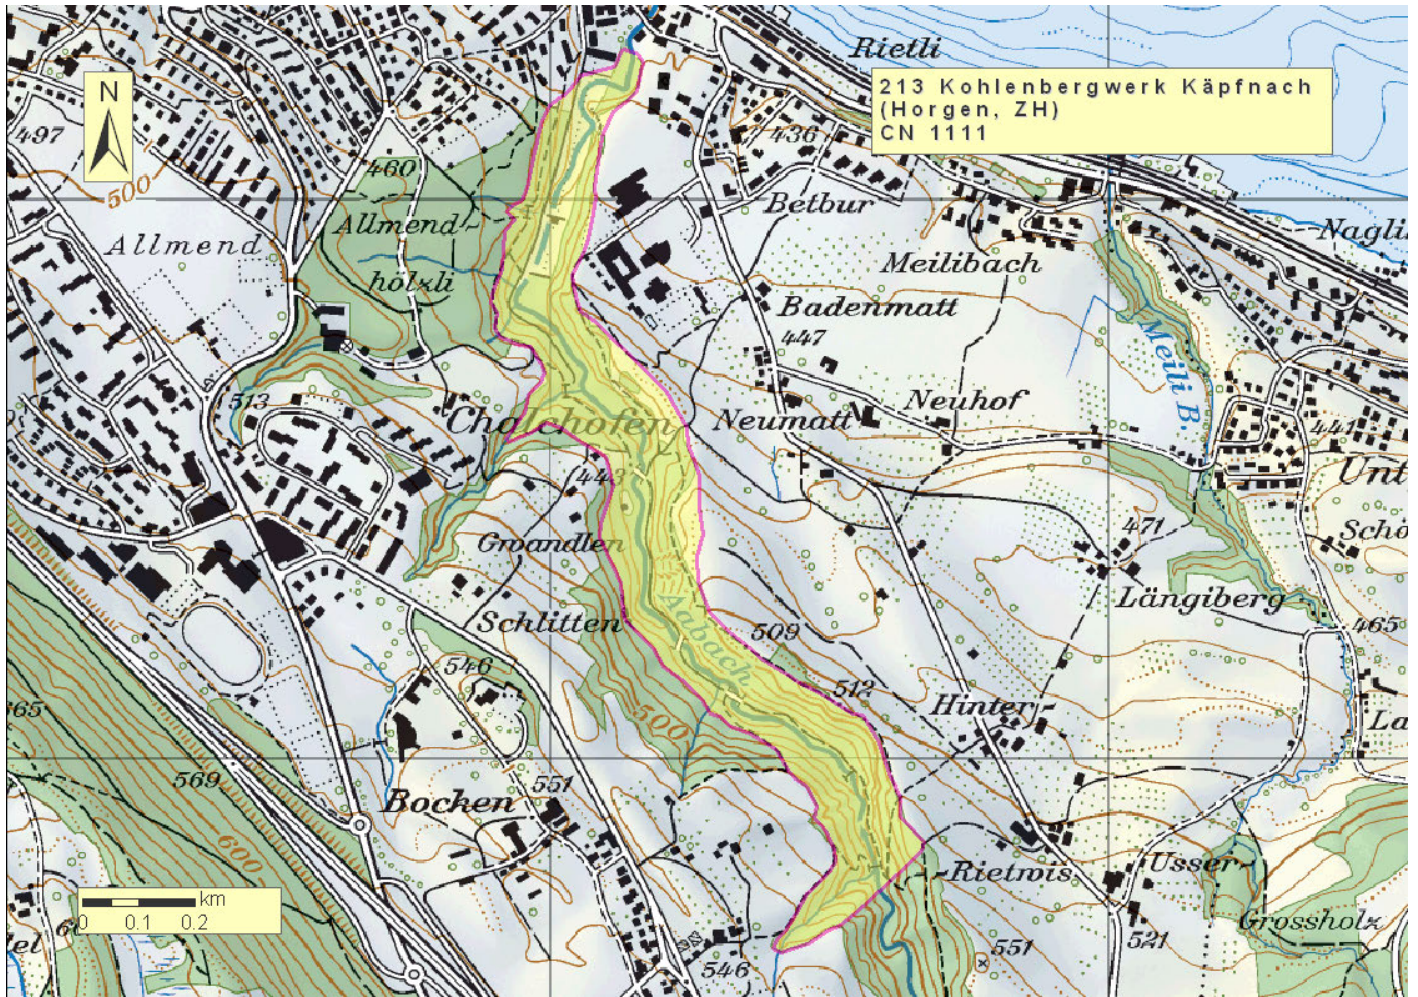 Rietli
213 Kohlenbergwerk Käpfnach
(Horgen, ZH)
CN 1111
N
497
500
460
436
Allmend
Allmend-
hölzli
Betbur
Naglik
Meilibach
Badenmatt
447
Meili B.
513
Chalchofen
Neumatt
Neuhof
441
443
Unt
471
Schö
Gwandlen
Längiberg
Schlitten
Aabach
509
465
546
512
500
Hinter-
La
569
551
Bochen
600
Rietwis
Usser-
km
0 0.1 0.2
Grossholz
521
546
551